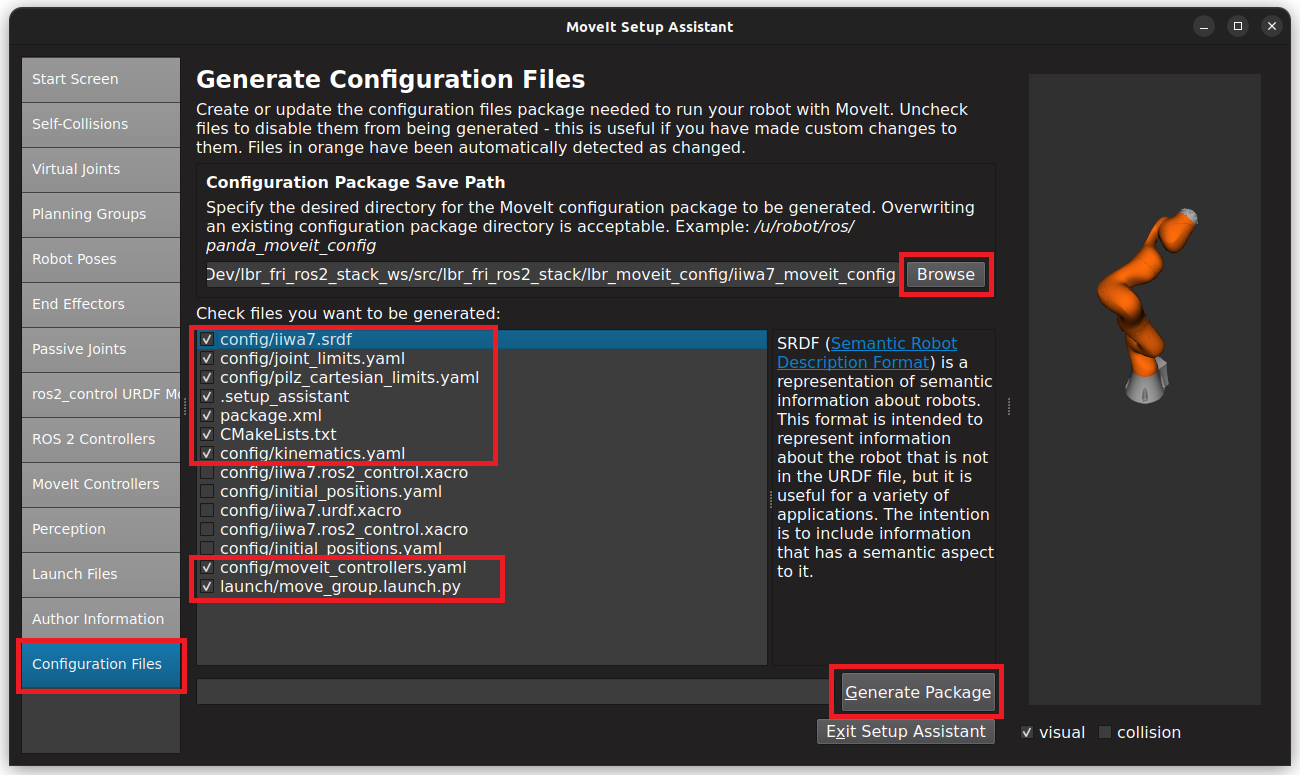 MoveIt Setup Assistant
Start Screen
Self-Collisions
Virtual Joints
Planning Groups
Robot Poses
End Effectors
Passive Joints
ros2_control URDF Mo
ROS 2 Controllers
MoveIt Controllers
Perception
Launch Files
Author Information
Configuration Files
Generate Configuration Files
Create or update the configuration files package needed to run your robot with MoveIt. Uncheck
files to disable them from being generated - this is useful if you have made custom changes to
them. Files in orange have been automatically detected as changed.
Configuration Package Save Path
Specify the desired directory for the MoveIt configuration package to be generated. Overwriting
an existing configuration package directory is acceptable. Example: /u/robot/ros/
panda_moveit_config
Dev/lbr_fri_ros2_stack_ws/src/lbr_fri_ros2_stack/lbr_moveit_config/iiwa7_moveit_config
Browse
Check files you want to be generated:
config/iiwa7.srdf
config/joint_limits.yaml
config/pilz_cartesian_limits.yaml
.setup_assistant
package.xml
CMakeLists.txt
config/kinematics.yaml
config/iiwa7.ros2_control.xacro
config/initial_positions.yaml
config/iiwa7.urdf.xacro
config/iiwa7.ros2_control.xacro
config/initial_positions.yaml
config/moveit_controllers.yaml
launch/move_group.launch.py
SRDF (Semantic Robot
Description Format) is a
representation of semantic
information about robots.
This format is intended to
represent information
about the robot that is not
in the URDF file, but it is
useful for a variety of
applications. The intention
is to include information
that has a semantic aspect
to it.
Generate Package
Exit Setup Assistant
visual
collision